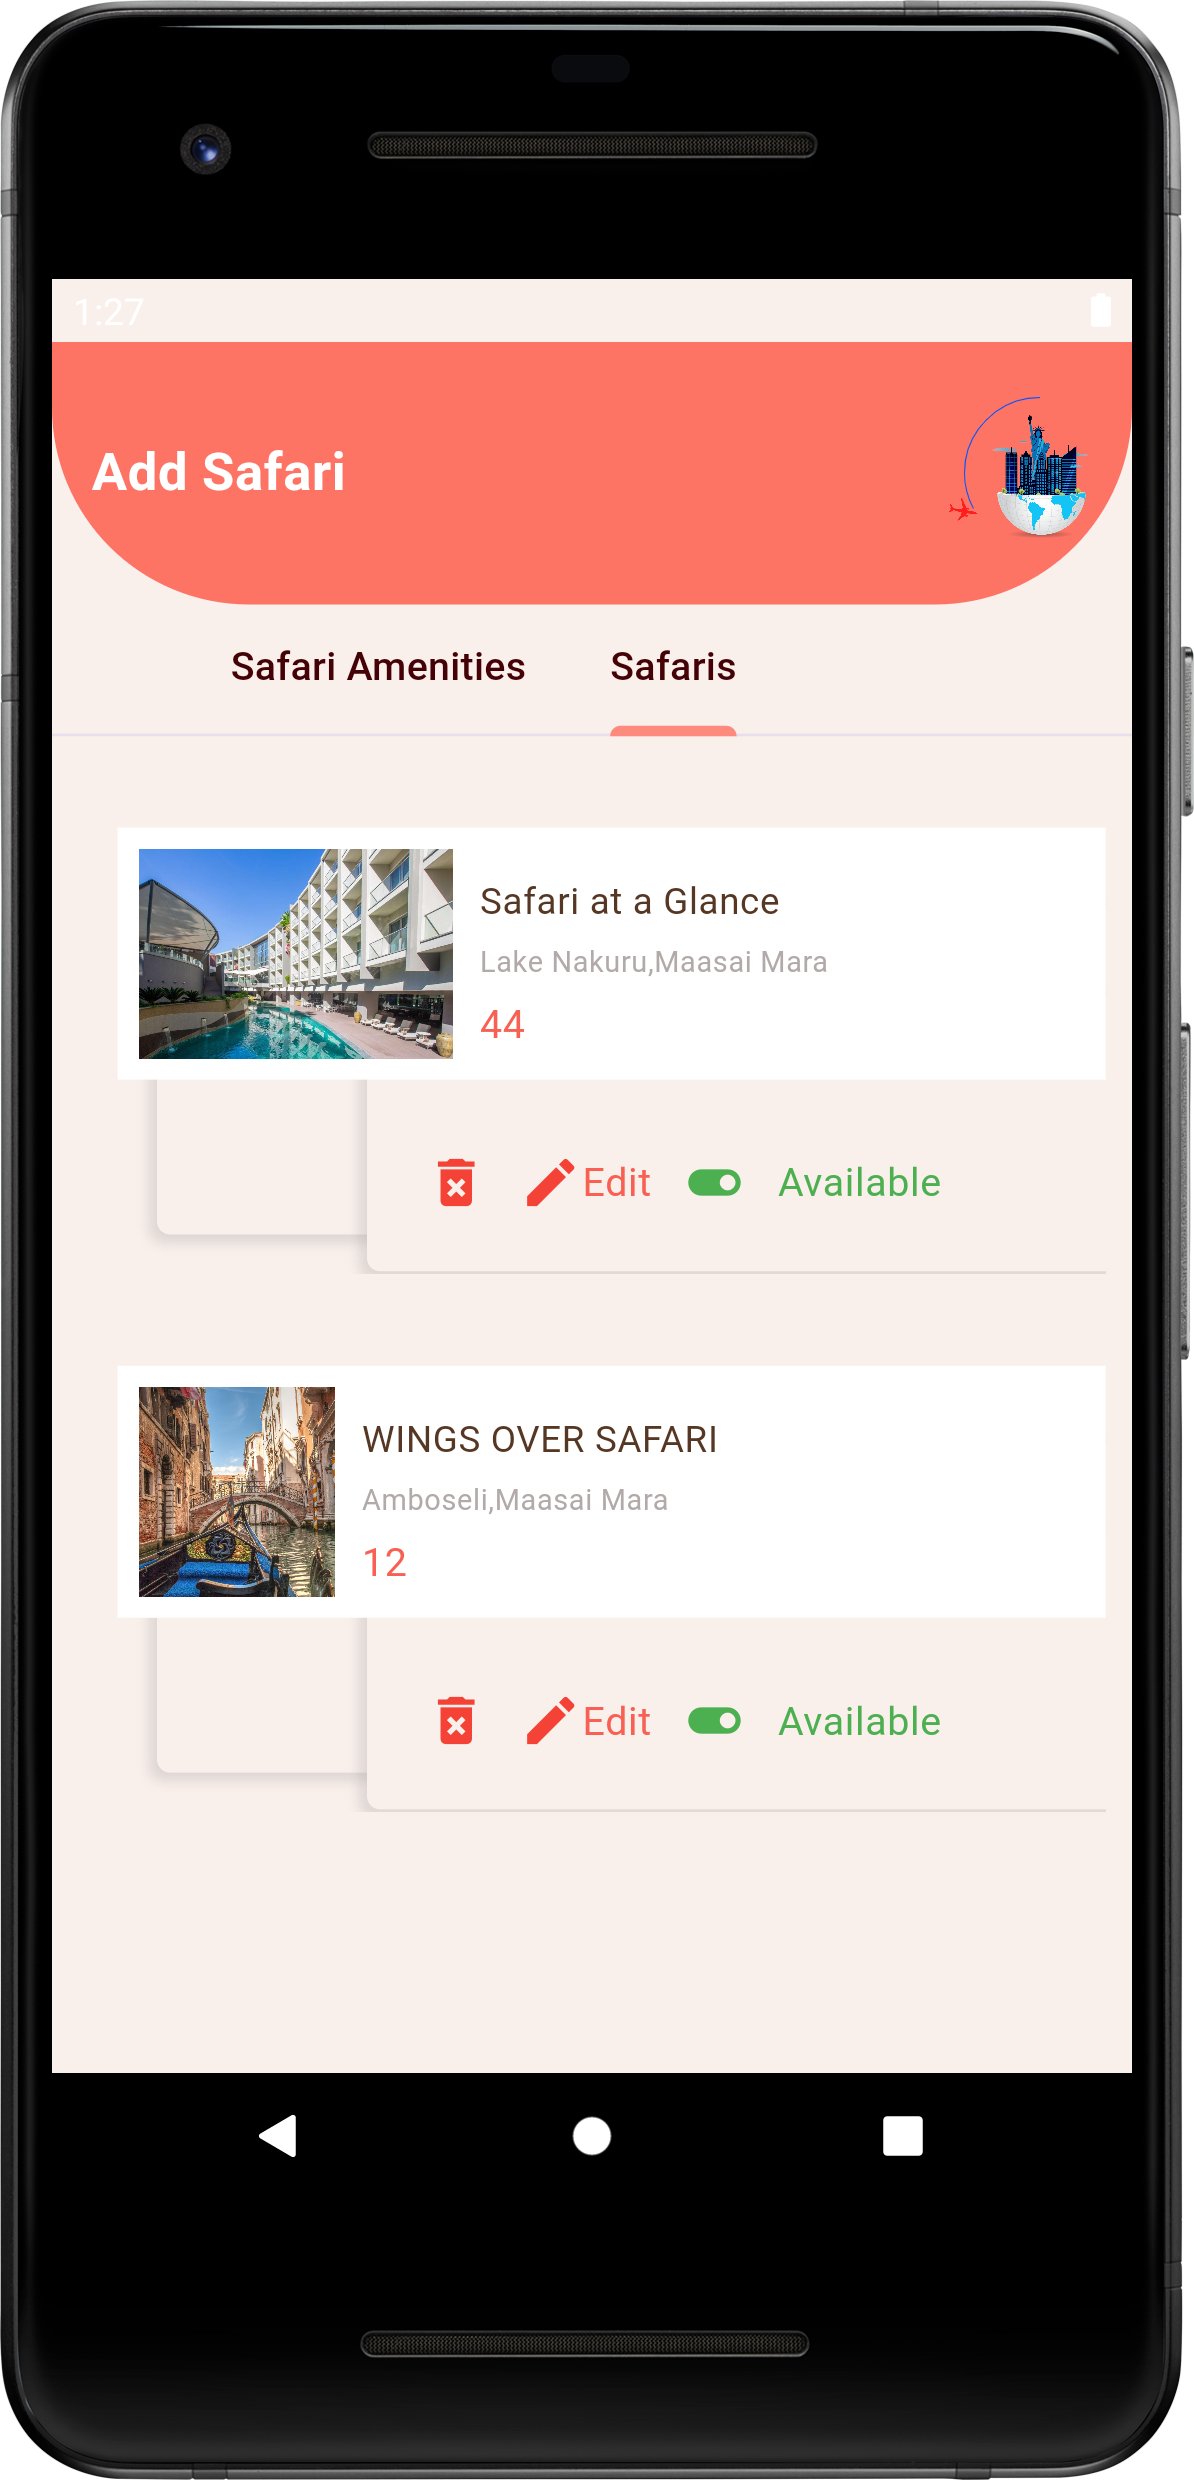 1:27
Add Safari
Safari Amenities Safaris
Safari at a Glance
Lake Nakuru,Maasai Mara
44
Edit Available
WINGS OVER SAFARI
Amboseli,Maasai Mara
12
Edit Available